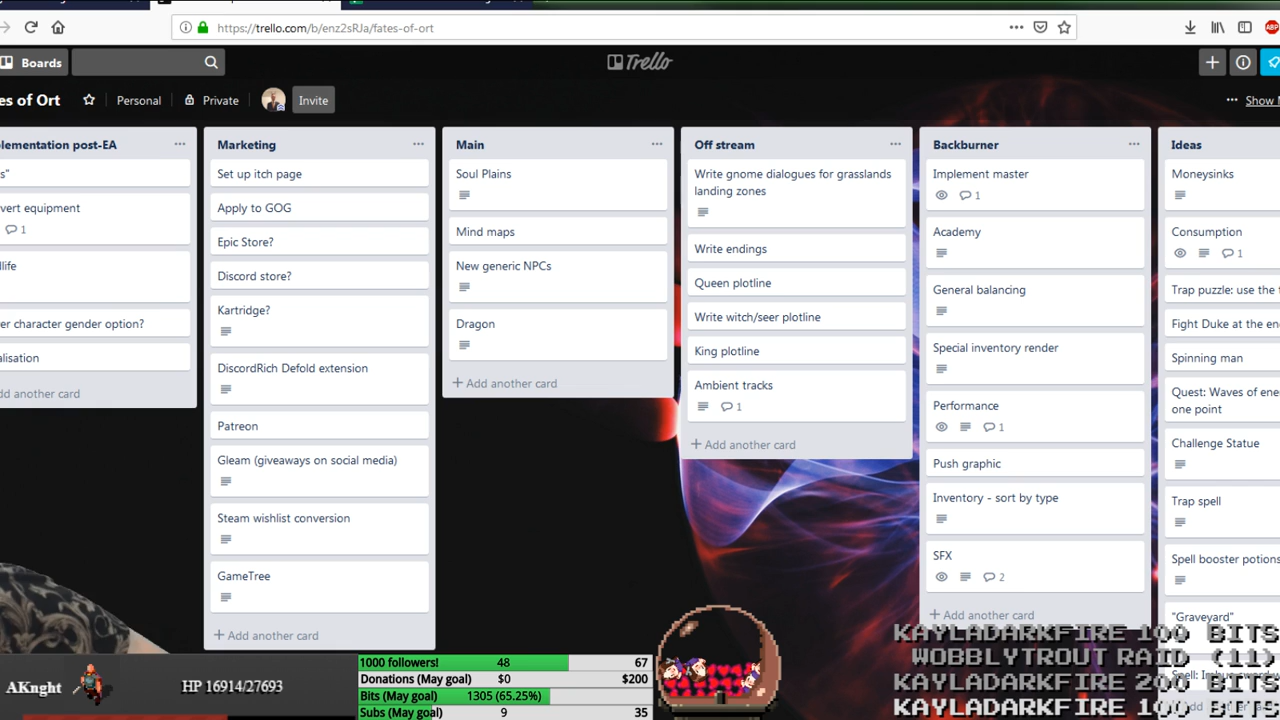 https://trello.com/b/enz2sRJa/fates-of-ort
Boards
Trello
es of Ort
Personal
Private
Invite
Show
lementation post-EA
s"
vert equipment
1
life
er character gender option?
alisation
dd another card
Marketing
Set up itch page
Apply to GOG
Epic Store?
Discord store?
Kartridge?
DiscordRich Defold extension
Patreon
Gleam (giveaways on social media)
Steam wishlist conversion
GameTree
+ Add another card
Main
Soul Plains
Mind maps
New generic NPCs
Dragon
+ Add another card
Off stream
Write gnome dialogues for grasslands
landing zones
Write endings
Queen plotline
Write witch/seer plotline
King plotline
Ambient tracks
1
+ Add another card
Backburner
Implement master
1
Academy
General balancing
Special inventory render
Performance
1
Push graphic
Inventory - sort by type
SFX
2
+ Add another card
Ideas
Moneysinks
Consumption
1
Trap puzzle: use the t
Fight Duke at the en
Spinning man
Quest: Waves of ene
one point
Challenge Statue
Trap spell
Spell booster potions
"Graveyard"
KAYLADARKFIRE 100 BITS
WOBBLYTROUT RAID (11)
KAYLADARKFIRE 200 BITS
KAYLADARKFIRE 100 BITS
AKnght
HP 16914/27693
1000 followers! 48 67
Donations (May goal) $0 $200
Bits (May goal) 1305 (65.25%)
Subs (May goal) 9 35
ABP